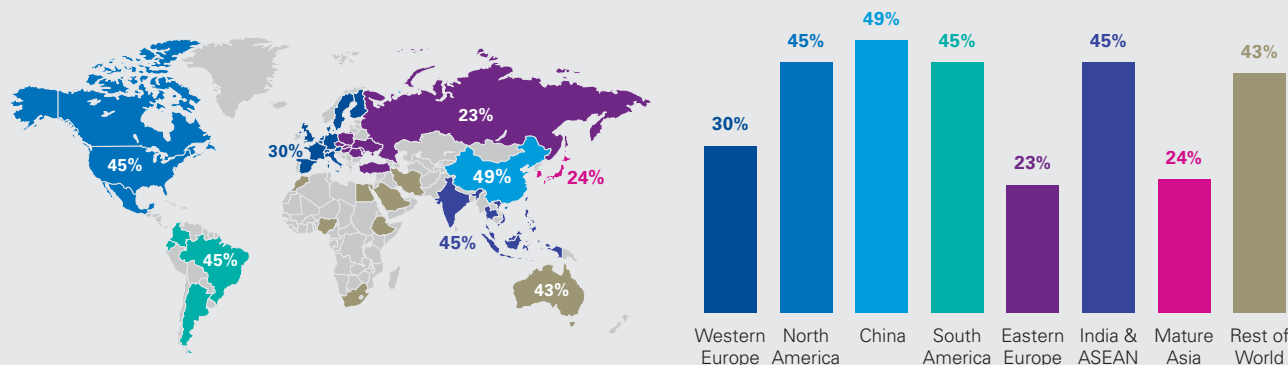 45%
45%
30%
23%
49%
24%
45%
43%
30%
45%
49%
45%
23%
45%
24%
43%
Western Europe
North America
China
South America
Eastern Europe
India & ASEAN
Mature Asia
Rest of World